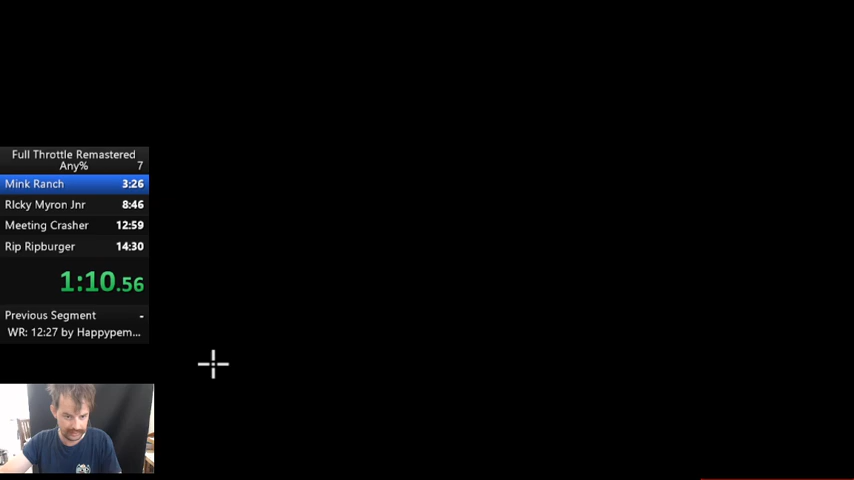 Full Throttle Remastered
Any% 7
Mink Ranch 3:26
RIcky Myron Jnr 8:46
Meeting Crasher 12:59
Rip Ripburger 14:30
1:10.56
Previous Segment -
WR: 12:27 by Happypem...